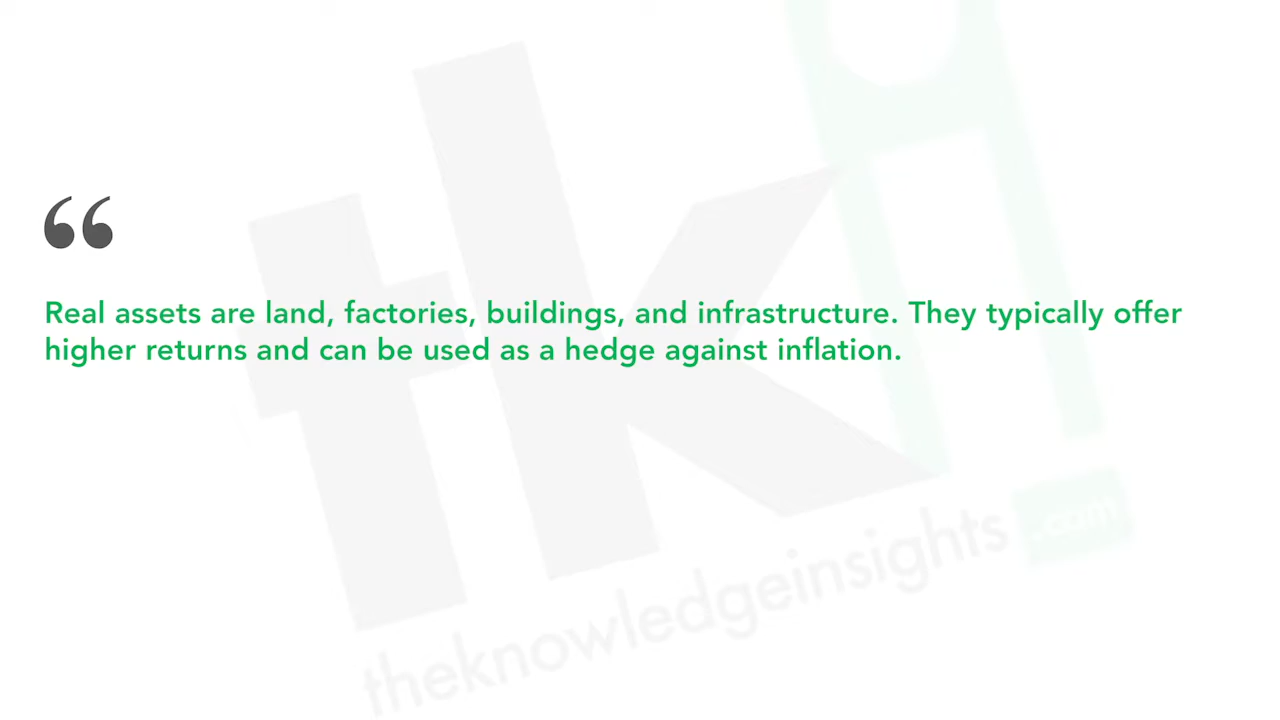 “
Real assets are land, factories, buildings, and infrastructure. They typically offer
higher returns and can be used as a hedge against inflation.
tki
theknowledgeinsights.com